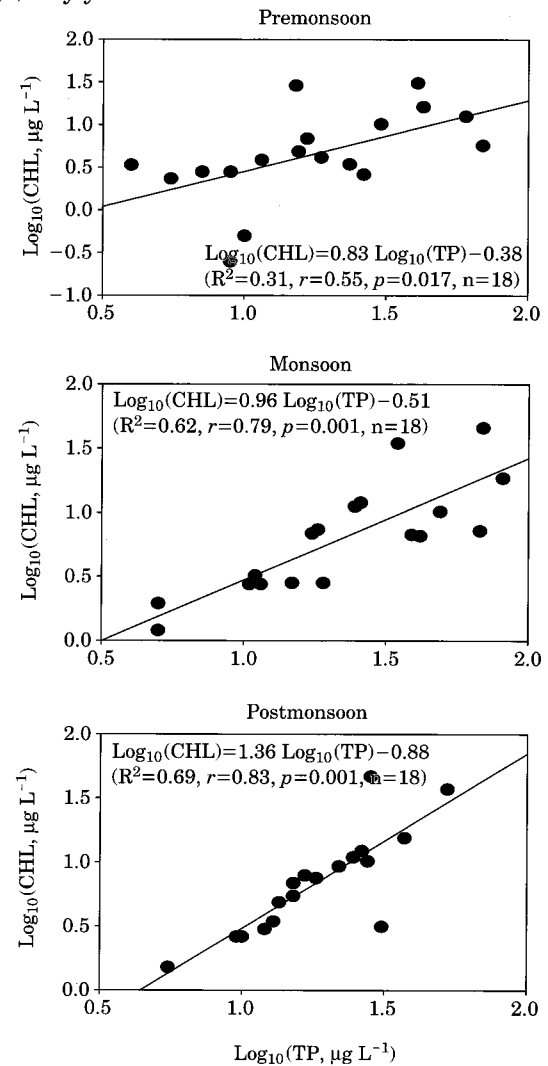 Premonsoon
2.0
1.5
1.0
0.5
0.0
−0.5
−1.0
Log₁₀(CHL, μg L⁻¹)
Log₁₀(CHL)=0.83 Log₁₀(TP)−0.38
(R²=0.31, r=0.55, p=0.017, n=18)
0.5 1.0 1.5 2.0
Monsoon
2.0
1.5
1.0
0.5
0.0
Log₁₀(CHL, μg L⁻¹)
Log₁₀(CHL)=0.96 Log₁₀(TP)−0.51
(R²=0.62, r=0.79, p=0.001, n=18)
0.5 1.0 1.5 2.0
Postmonsoon
2.0
1.5
1.0
0.5
0.0
Log₁₀(CHL, μg L⁻¹)
Log₁₀(CHL)=1.36 Log₁₀(TP)−0.88
(R²=0.69, r=0.83, p=0.001, n=18)
0.5 1.0 1.5 2.0
Log₁₀(TP, μg L⁻¹)